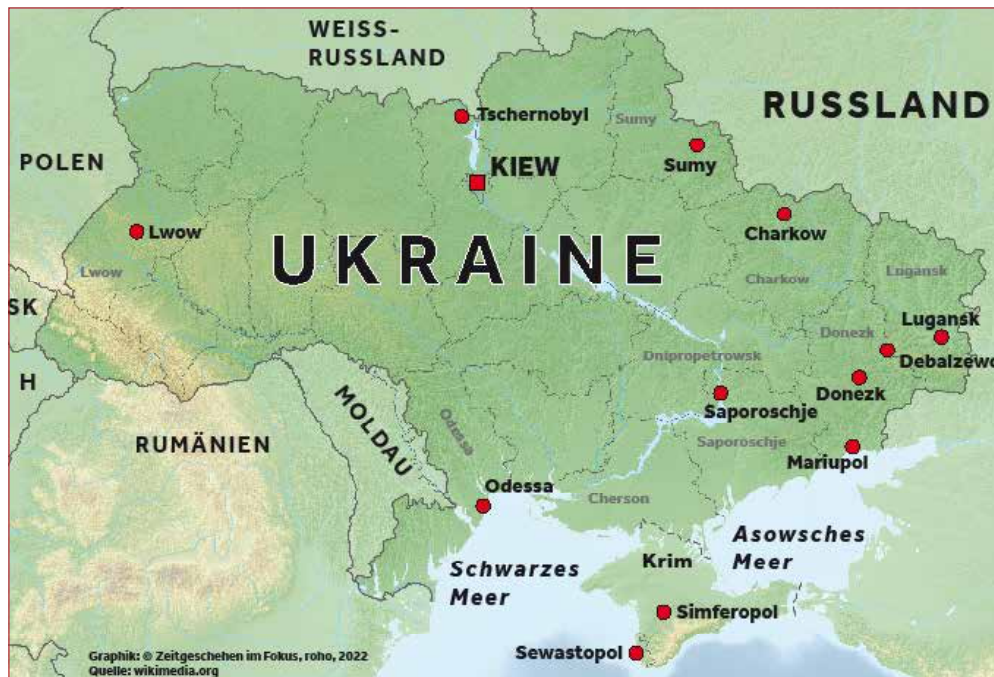 WEISS-
RUSSLAND
RUSSLAND
Tschernobyl
Sumy
Sumy
POLEN
KIEW
Lwow
Charkow
UKRAINE
Lwow
Charkow
Lugansk
SK
Lugansk
Donezk
Dnipropetrowsk
Debalzewo
H
Donezk
MOLDAU
Saporoschje
RUMÄNIEN
Odessa
Saporoschje
Mariupol
Odessa
Cherson
Asowsches
Meer
Krim
Schwarzes
Meer
Simferopol
Sewastopol
Graphik: © Zeitgeschehen im Fokus, roho, 2022
Quelle: wikimedia.org